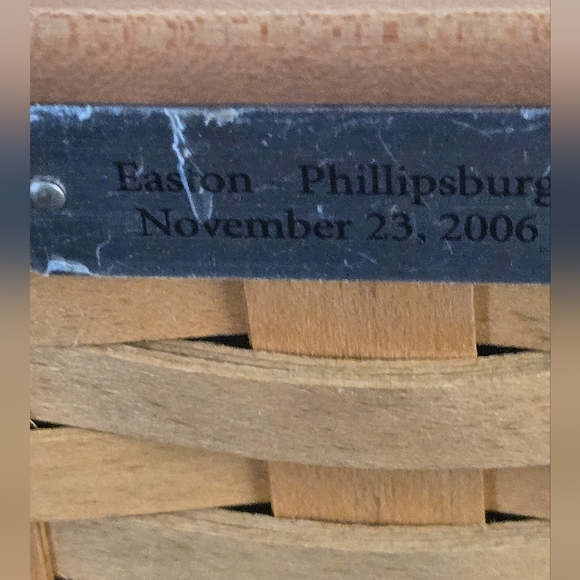 Easton - Phillipsburg
November 23, 2006